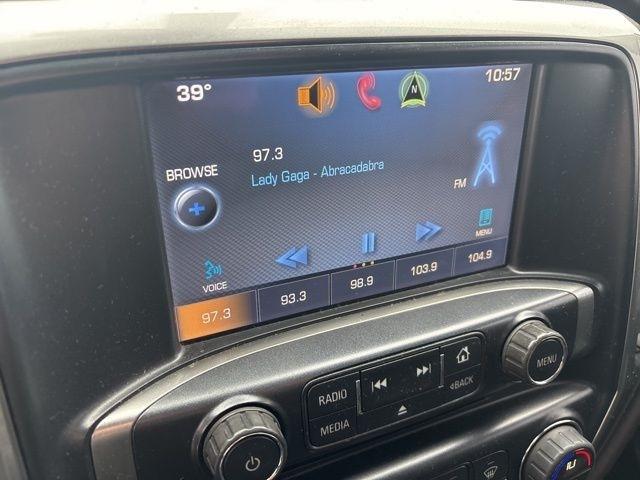 39°
10:57
N
97.3
Lady Gaga - Abracadabra
BROWSE
FM
MENU
VOICE
97.3
93.3
98.9
103.9
104.9
RADIO
MEDIA
BACK
MENU